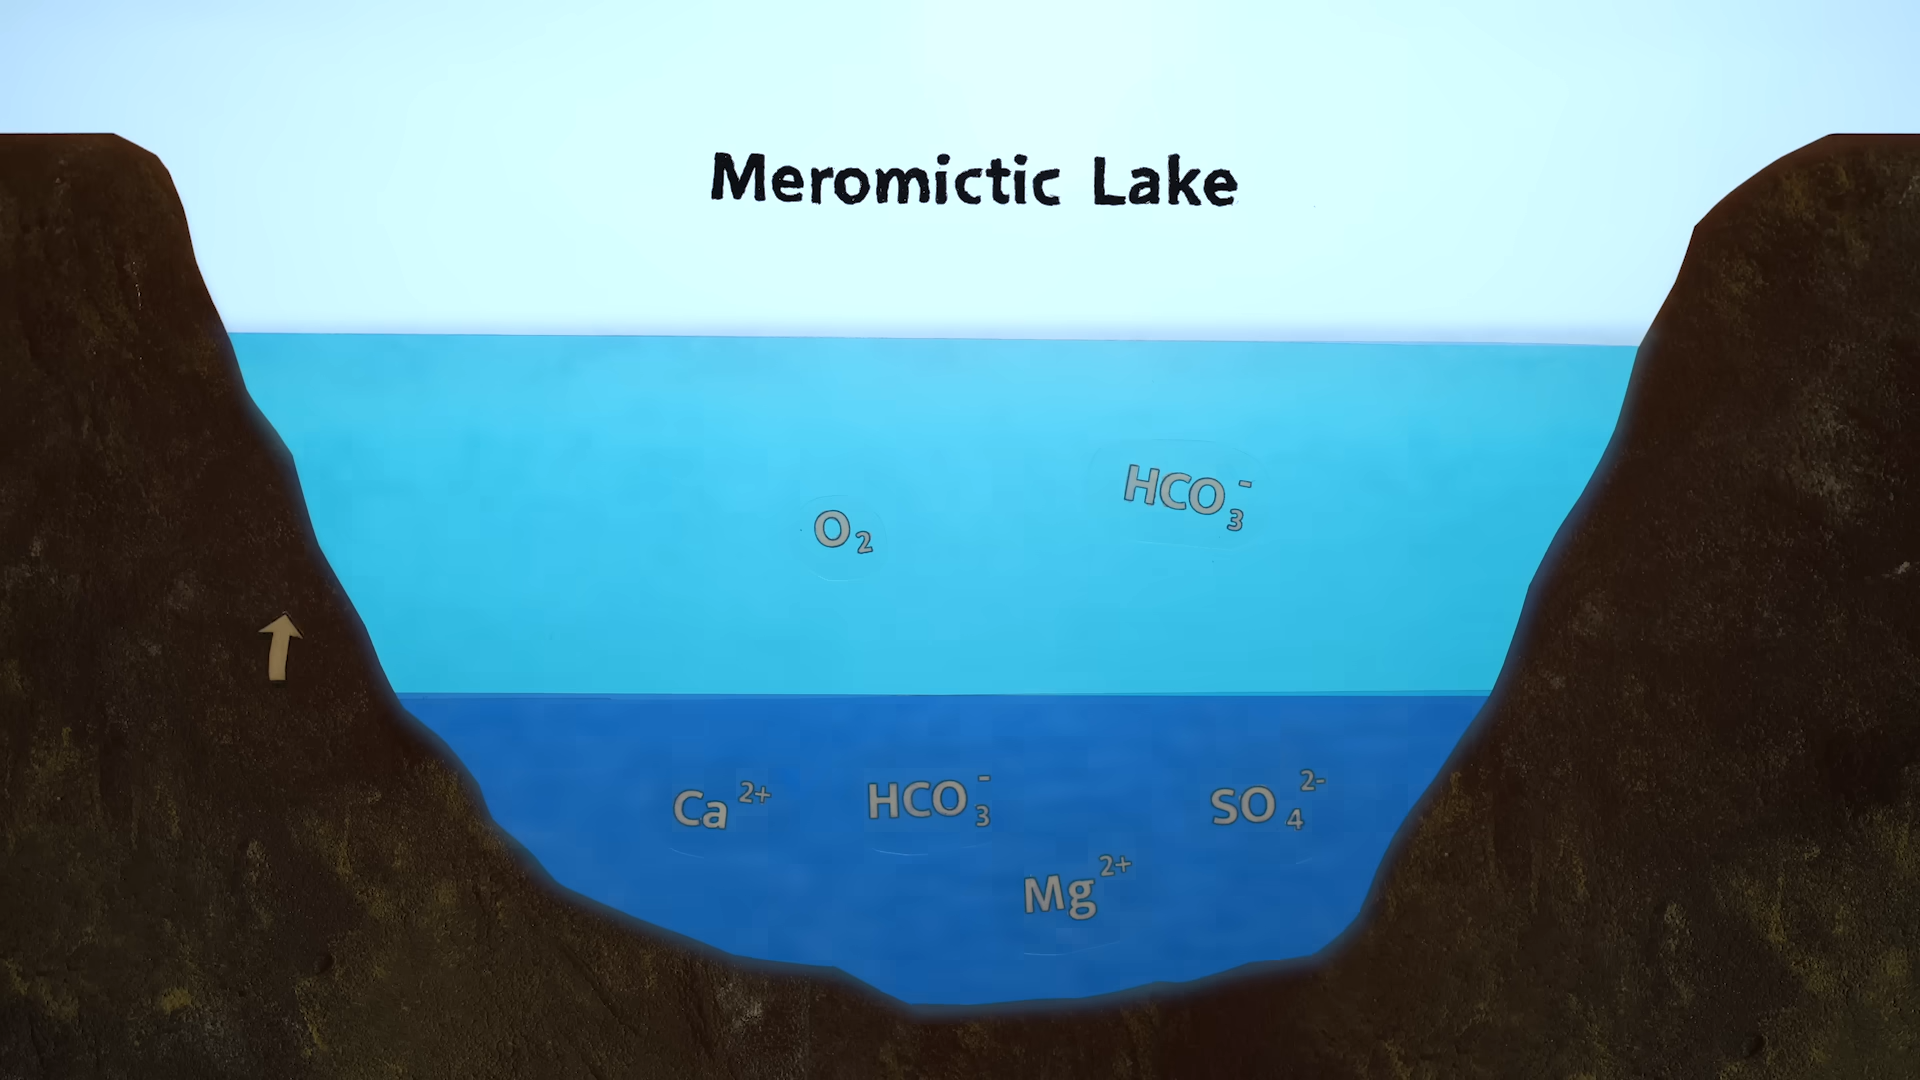 Meromictic Lake
HCO₃⁻
O₂
Ca²⁺ HCO₃⁻ SO₄²⁻
Mg²⁺